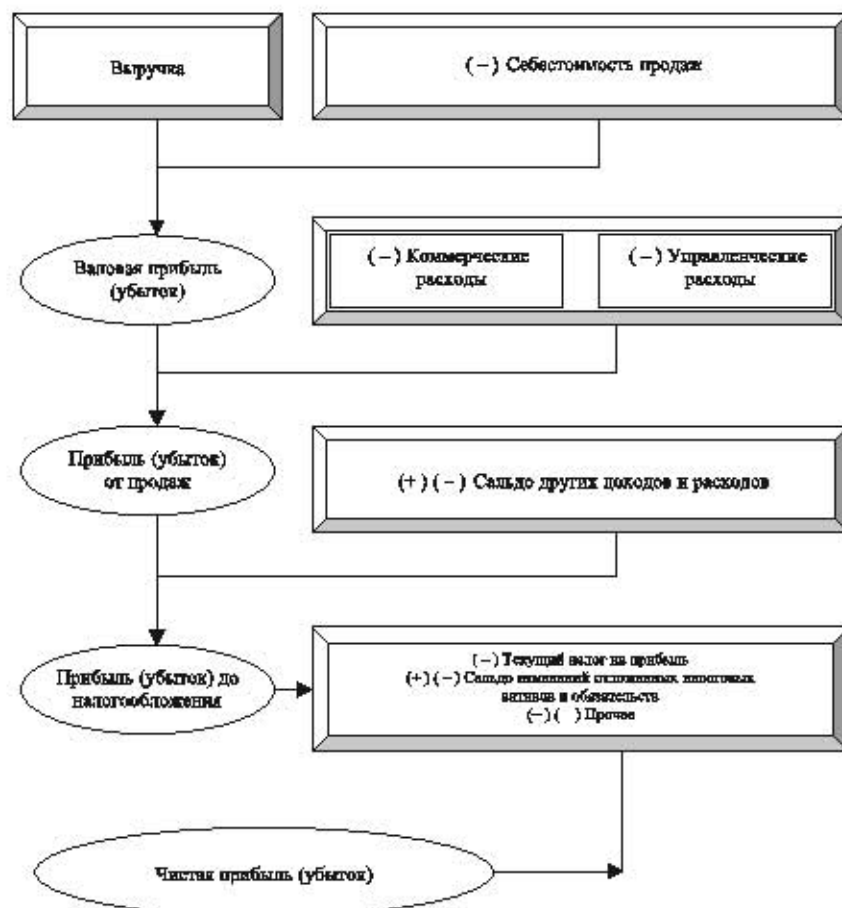 Выручка
( – ) Себестоимость продаж
Валовая прибыль
(убыток)
( – ) Коммерческие
расходы
( – ) Управленческие
расходы
Прибыль (убыток)
от продаж
(+ ) ( – ) Сальдо других доходов и расходов
Прибыль (убыток) до
налогообложения
( – ) Текущий налог на прибыль
(+) ( – ) Сальдо изменений отложенных налоговых
активов и обязательств
( – ) ( ) Прочее
Чистая прибыль (убыток)